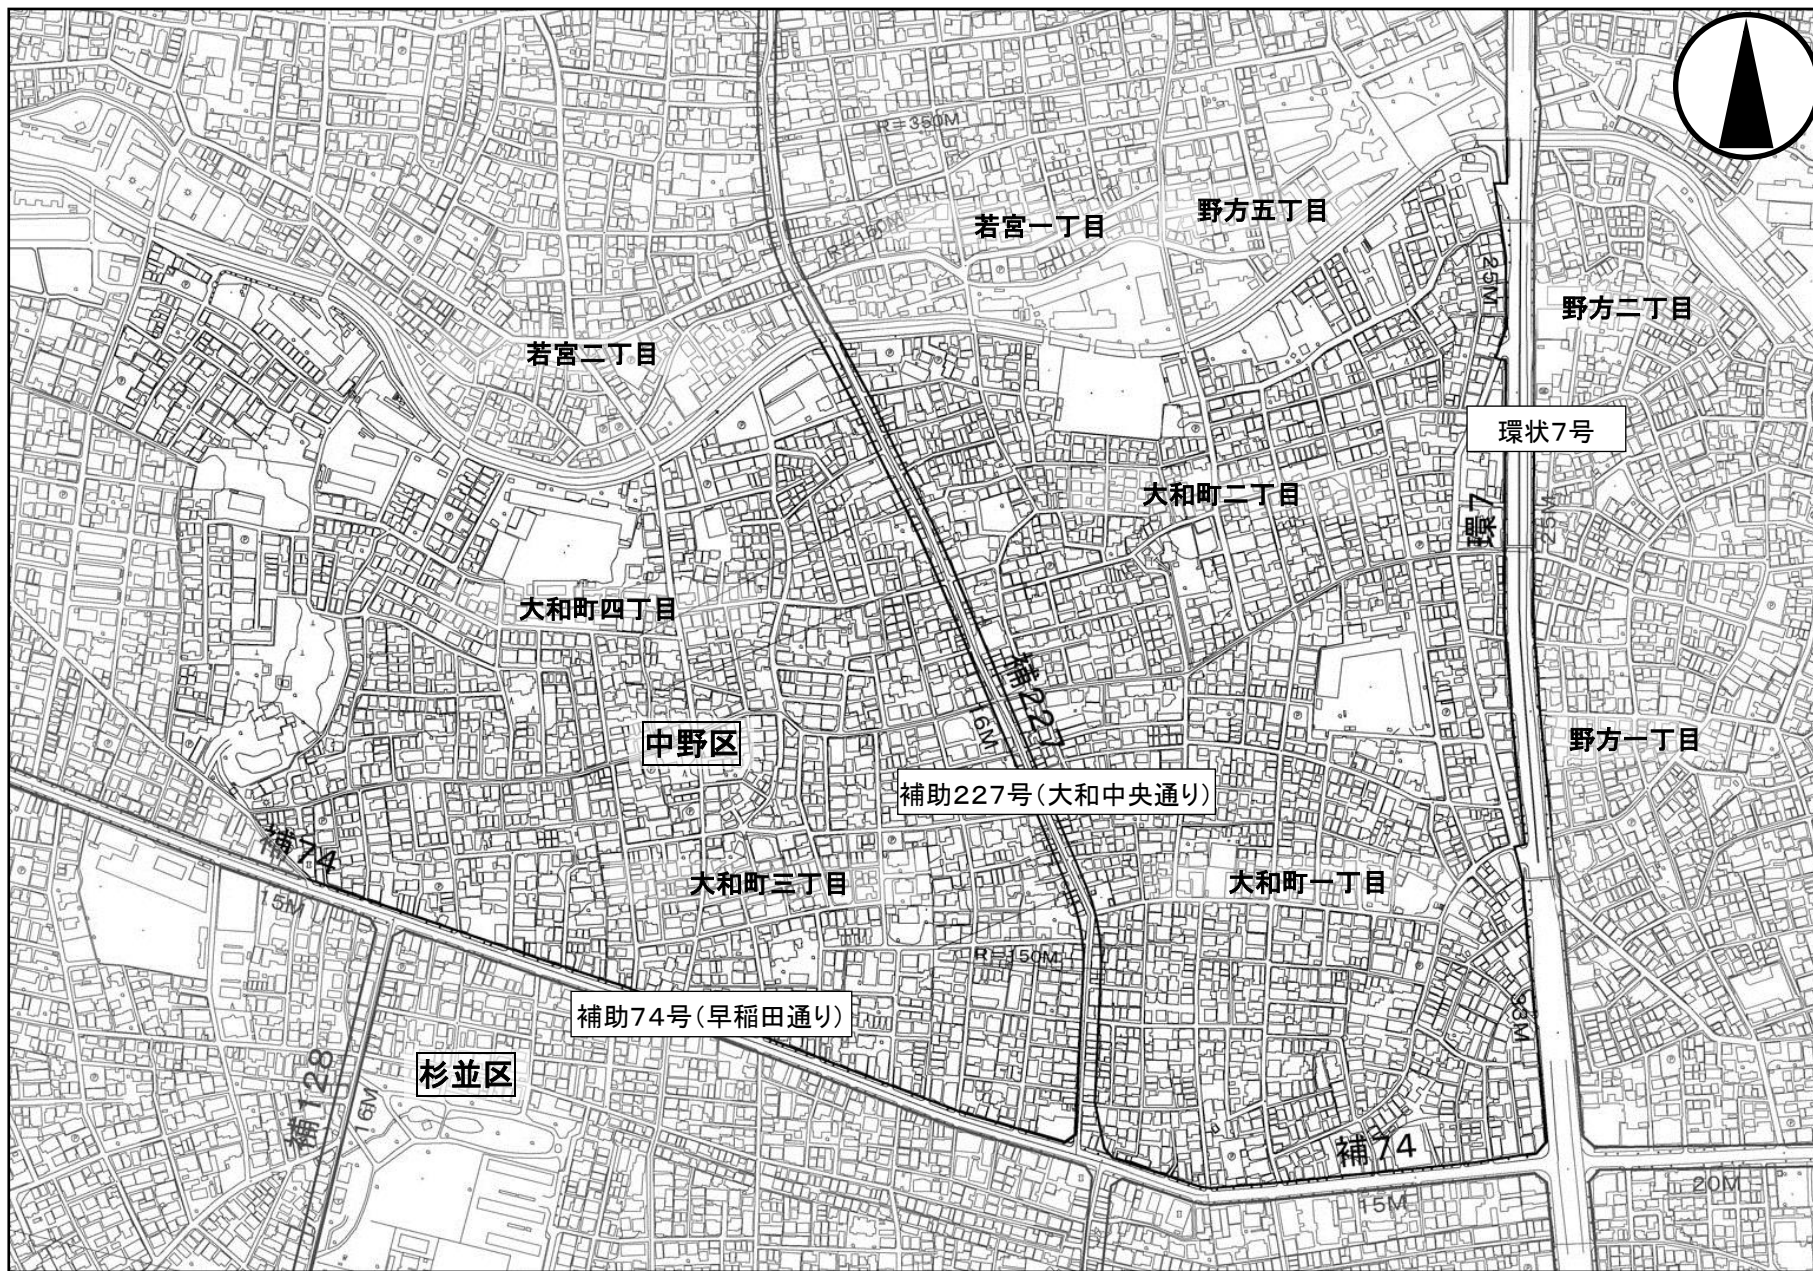 R=350M
若宮一丁目
野方五丁目
R=150M
25M
野方二丁目
若宮二丁目
環状7号
大和町二丁目
環7
25M
大和町四丁目
補227
16M
中野区
野方一丁目
補助227号(大和中央通り)
補74
大和町三丁目
大和町一丁目
15M
R=150M
補助74号(早稲田通り)
33M
杉並区
補128
16M
補74
15M
20M